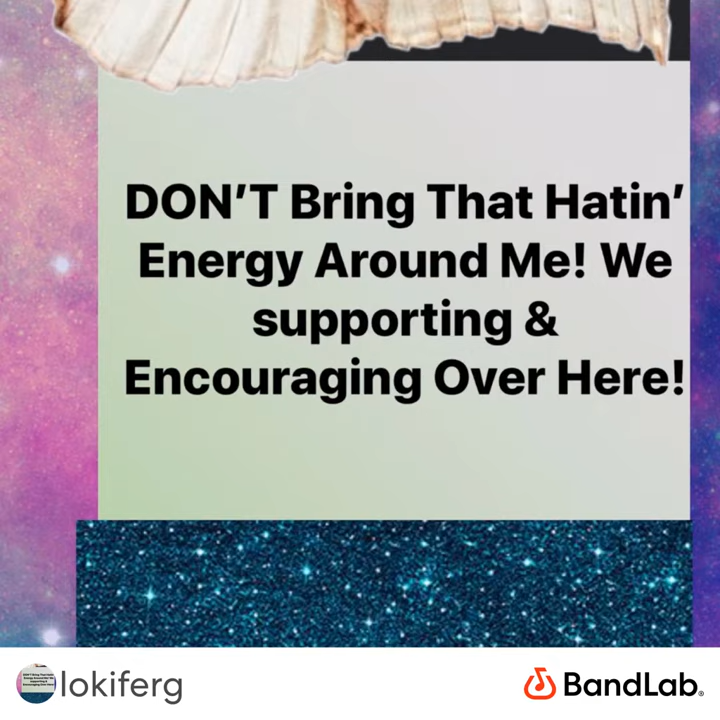 DON’T Bring That Hatin’
Energy Around Me! We
supporting &
Encouraging Over Here!
lokiferg
BandLab®